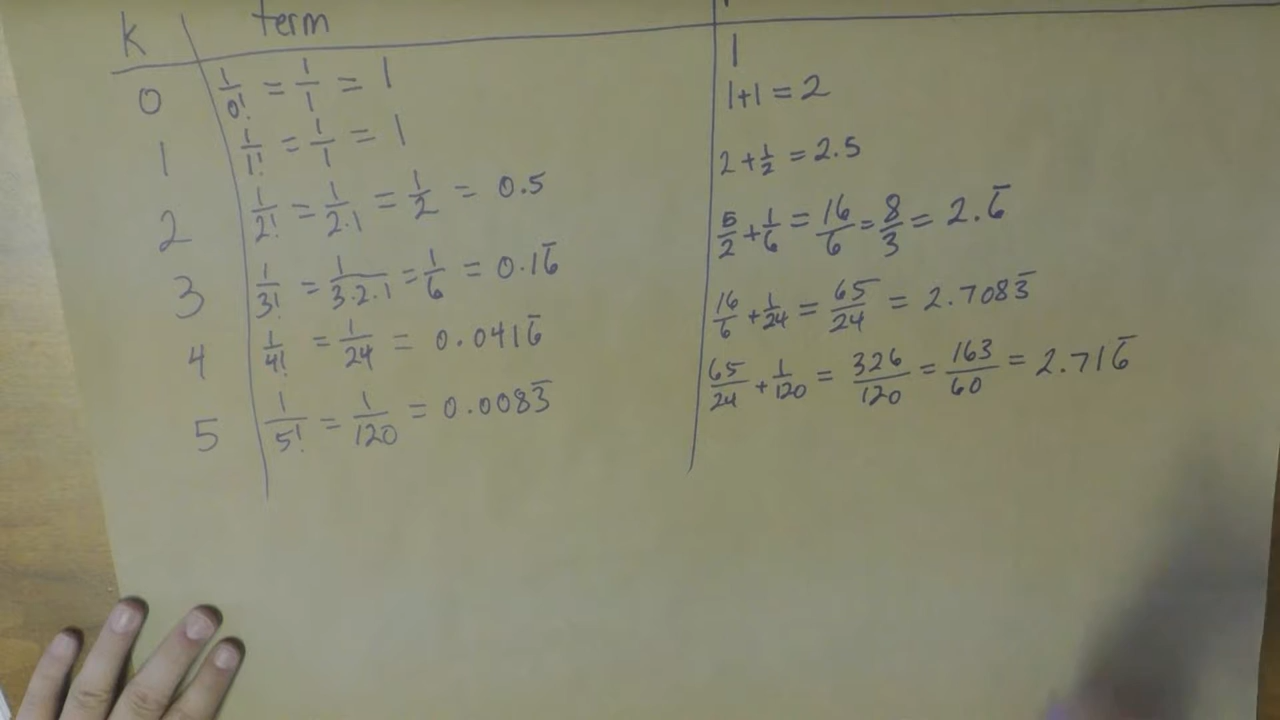 k term
0 1/0! = 1/1 = 1 1
1 1/1! = 1/1 = 1 1+1 = 2
2 1/2! = 1/2·1 = 1/2 = 0.5 2 + 1/2 = 2.5
3 1/3! = 1/3·2·1 = 1/6 = 0.16̅ 5/2 + 1/6 = 16/6 = 8/3 = 2.6̅
4 1/4! = 1/24 = 0.0416̅ 16/6 + 1/24 = 65/24 = 2.7083̅
5 1/5! = 1/120 = 0.0083̅ 65/24 + 1/120 = 326/120 = 163/60 = 2.716̅